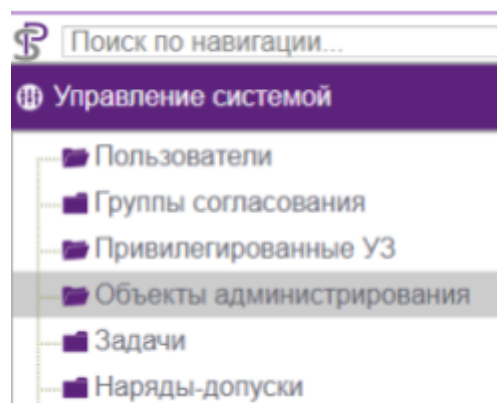 Поиск по навигации...
Управление системой
Пользователи
Группы согласования
Привилегированные УЗ
Объекты администрирования
Задачи
Наряды-допуски